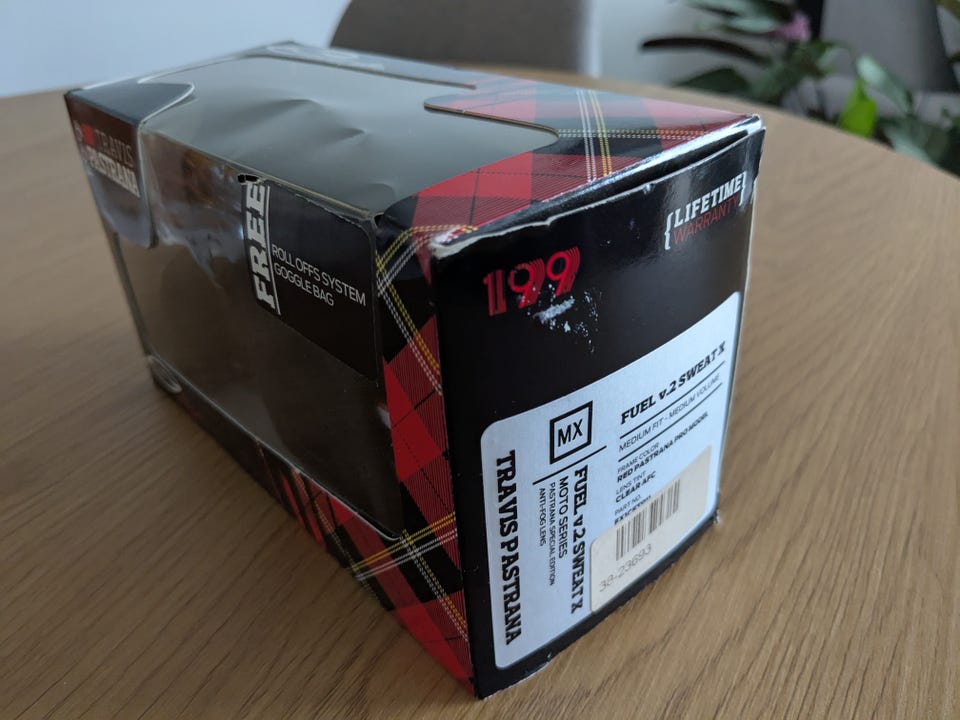 TRAVIS
PASTRANA
FREE
ROLL OFFS SYSTEM
GOGGLE BAG
199
{LIFETIME}
WARRANTY
MX
FUEL v.2 SWEAT X
MOTO SERIES
PASTRANA SPECIAL EDITION
ANTI-FOG LENS
TRAVIS PASTRANA
FUEL v.2 SWEAT X
MEDIUM FIT - MEDIUM VOLUME
FRAME COLOR
RED PASTRANA PRO MODEL
LENS TINT
CLEAR AFC
PART NO.
38-23693